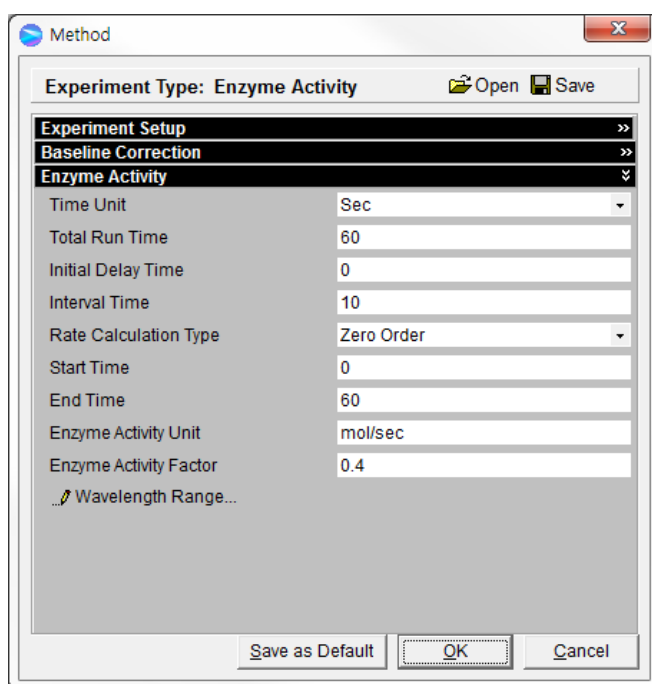 Method
Experiment Type: Enzyme Activity Open Save
Experiment Setup
Baseline Correction
Enzyme Activity
Time Unit Sec
Total Run Time 60
Initial Delay Time 0
Interval Time 10
Rate Calculation Type Zero Order
Start Time 0
End Time 60
Enzyme Activity Unit mol/sec
Enzyme Activity Factor 0.4
Wavelength Range...
Save as Default OK Cancel